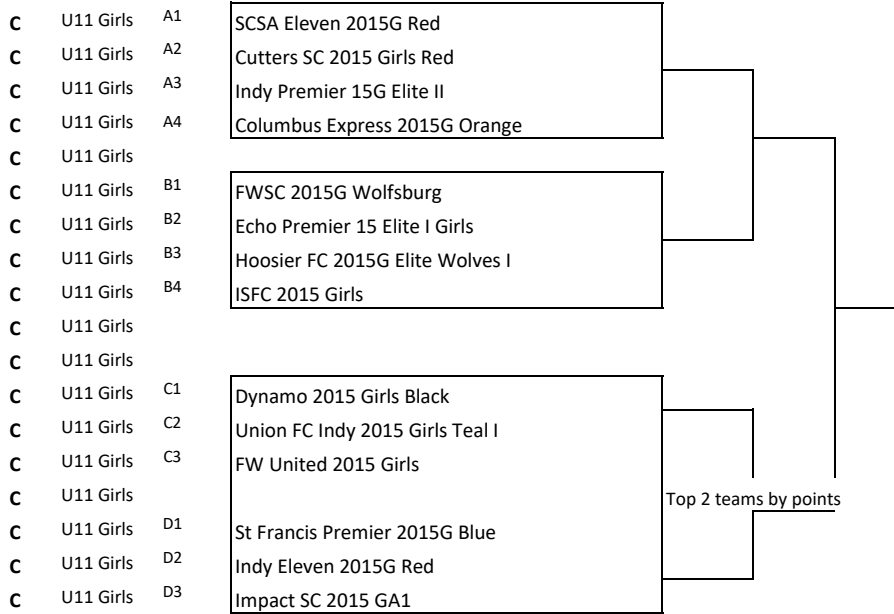 C U11 Girls A1 SCSA Eleven 2015G Red
C U11 Girls A2 Cutters SC 2015 Girls Red
C U11 Girls A3 Indy Premier 15G Elite II
C U11 Girls A4 Columbus Express 2015G Orange
C U11 Girls
C U11 Girls B1 FWSC 2015G Wolfsburg
C U11 Girls B2 Echo Premier 15 Elite I Girls
C U11 Girls B3 Hoosier FC 2015G Elite Wolves I
C U11 Girls B4 ISFC 2015 Girls
C U11 Girls
C U11 Girls
C U11 Girls C1 Dynamo 2015 Girls Black
C U11 Girls C2 Union FC Indy 2015 Girls Teal I
C U11 Girls C3 FW United 2015 Girls
C U11 Girls Top 2 teams by points
C U11 Girls D1 St Francis Premier 2015G Blue
C U11 Girls D2 Indy Eleven 2015G Red
C U11 Girls D3 Impact SC 2015 GA1